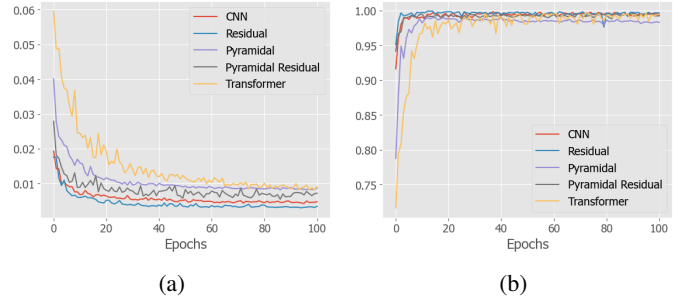 0.06
0.05
0.04
0.03
0.02
0.01
CNN
Residual
Pyramidal
Pyramidal Residual
Transformer
0 20 40 60 80 100
Epochs
(a)
1.00
0.95
0.90
0.85
0.80
0.75
CNN
Residual
Pyramidal
Pyramidal Residual
Transformer
0 20 40 60 80 100
Epochs
(b)